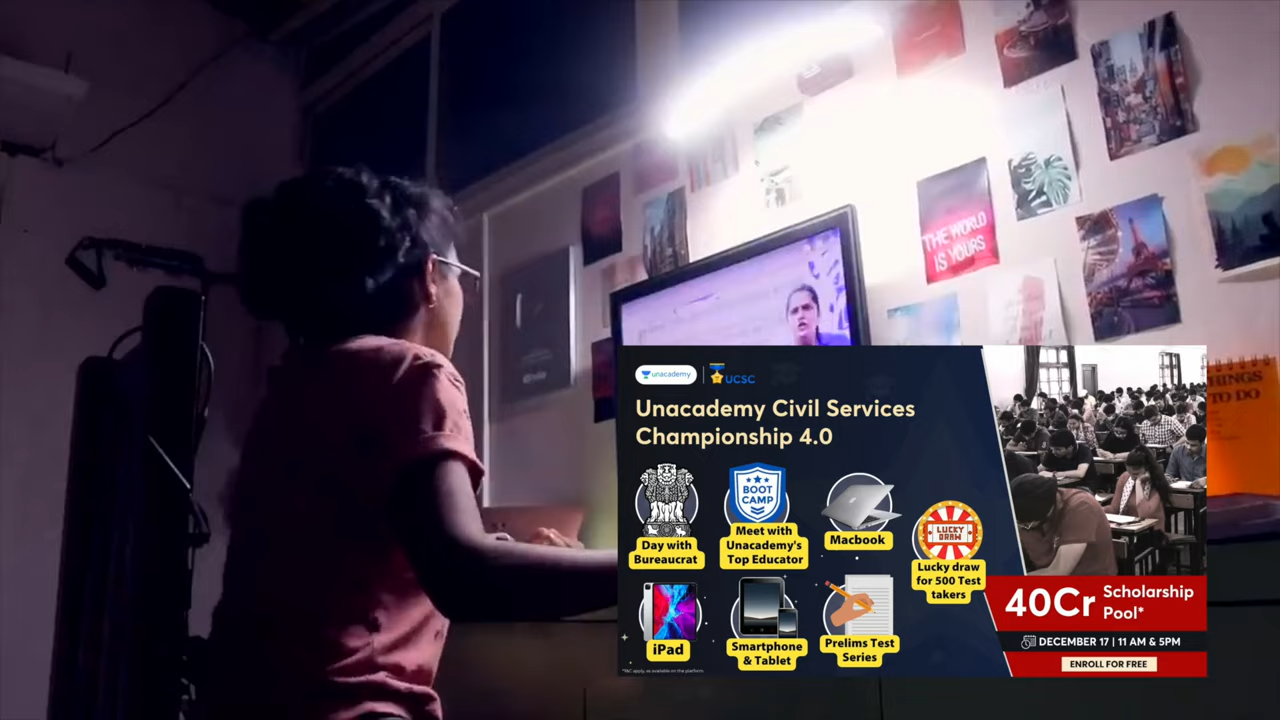 THE WORLD
IS YOURS
THINGS
TO DO
unacademy
UCSC
Unacademy Civil Services
Championship 4.0
BOOT
CAMP
Day with
Bureaucrat
Meet with
Unacademy's
Top Educator
Macbook
LUCKY
DRAW
Lucky draw
for 500 Test
takers
iPad
Smartphone
& Tablet
Prelims Test
Series
40Cr Scholarship
Pool*
DECEMBER 17 | 11 AM & 5PM
ENROLL FOR FREE